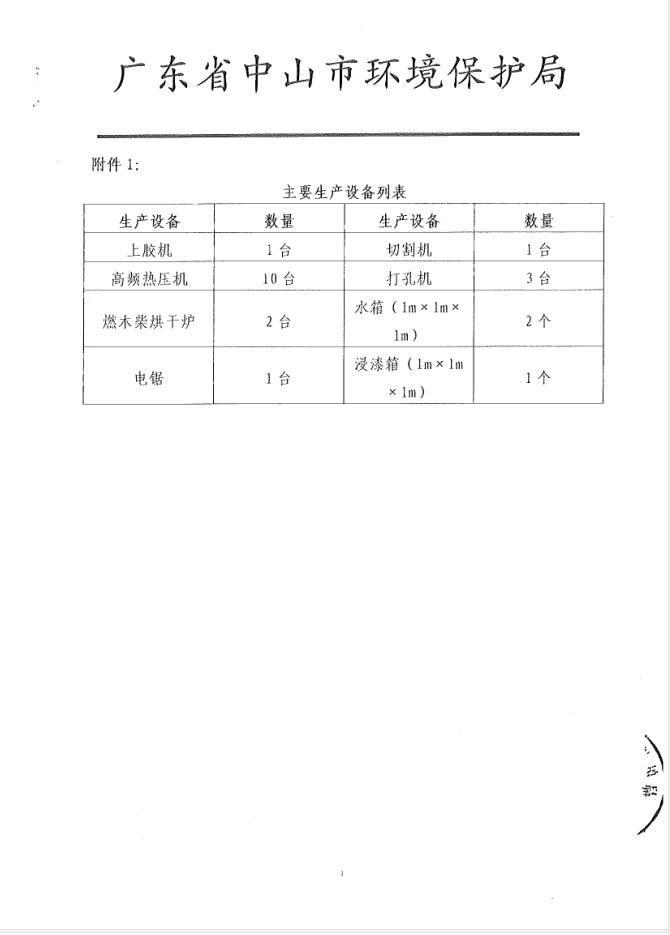 广东省中山市环境保护局
附件 1:
主要生产设备列表
生产设备 数量 生产设备 数量
上胶机 1 台 切割机 1 台
高频热压机 10 台 打孔机 3 台
燃木柴烘干炉 2 台 水箱（1m×1m×
1m） 2 个
电锯 1 台 浸漆箱（1m×1m
×1m） 1 个
1